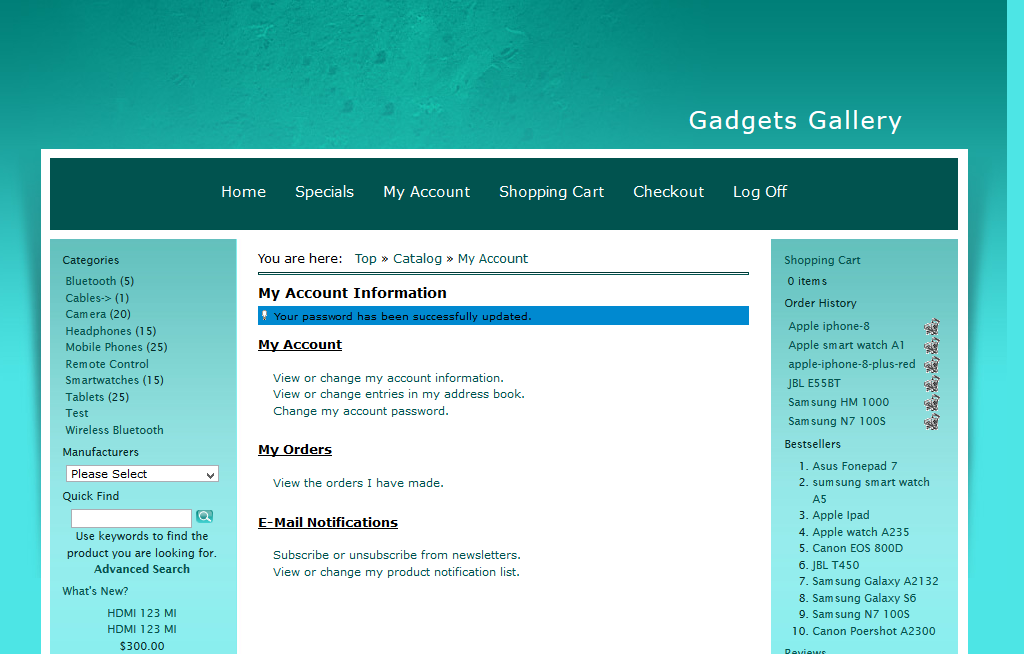 Gadgets Gallery
Home Specials My Account Shopping Cart Checkout Log Off
Categories
Bluetooth (5)
Cables-> (1)
Camera (20)
Headphones (15)
Mobile Phones (25)
Remote Control
Smartwatches (15)
Tablets (25)
Test
Wireless Bluetooth
Manufacturers
Please Select
Quick Find
Use keywords to find the
product you are looking for.
Advanced Search
What's New?
HDMI 123 MI
HDMI 123 MI
$300.00
You are here: Top » Catalog » My Account
My Account Information
Your password has been successfully updated.
My Account
View or change my account information.
View or change entries in my address book.
Change my account password.
My Orders
View the orders I have made.
E-Mail Notifications
Subscribe or unsubscribe from newsletters.
View or change my product notification list.
Shopping Cart
0 items
Order History
Apple iphone-8
Apple smart watch A1
apple-iphone-8-plus-red
JBL E55BT
Samsung HM 1000
Samsung N7 100S
Bestsellers
1. Asus Fonepad 7
2. sumsung smart watch
A5
3. Apple Ipad
4. Apple watch A235
5. Canon EOS 800D
6. JBL T450
7. Samsung Galaxy A2132
8. Samsung Galaxy S6
9. Samsung N7 100S
10. Canon Poershot A2300
Reviews